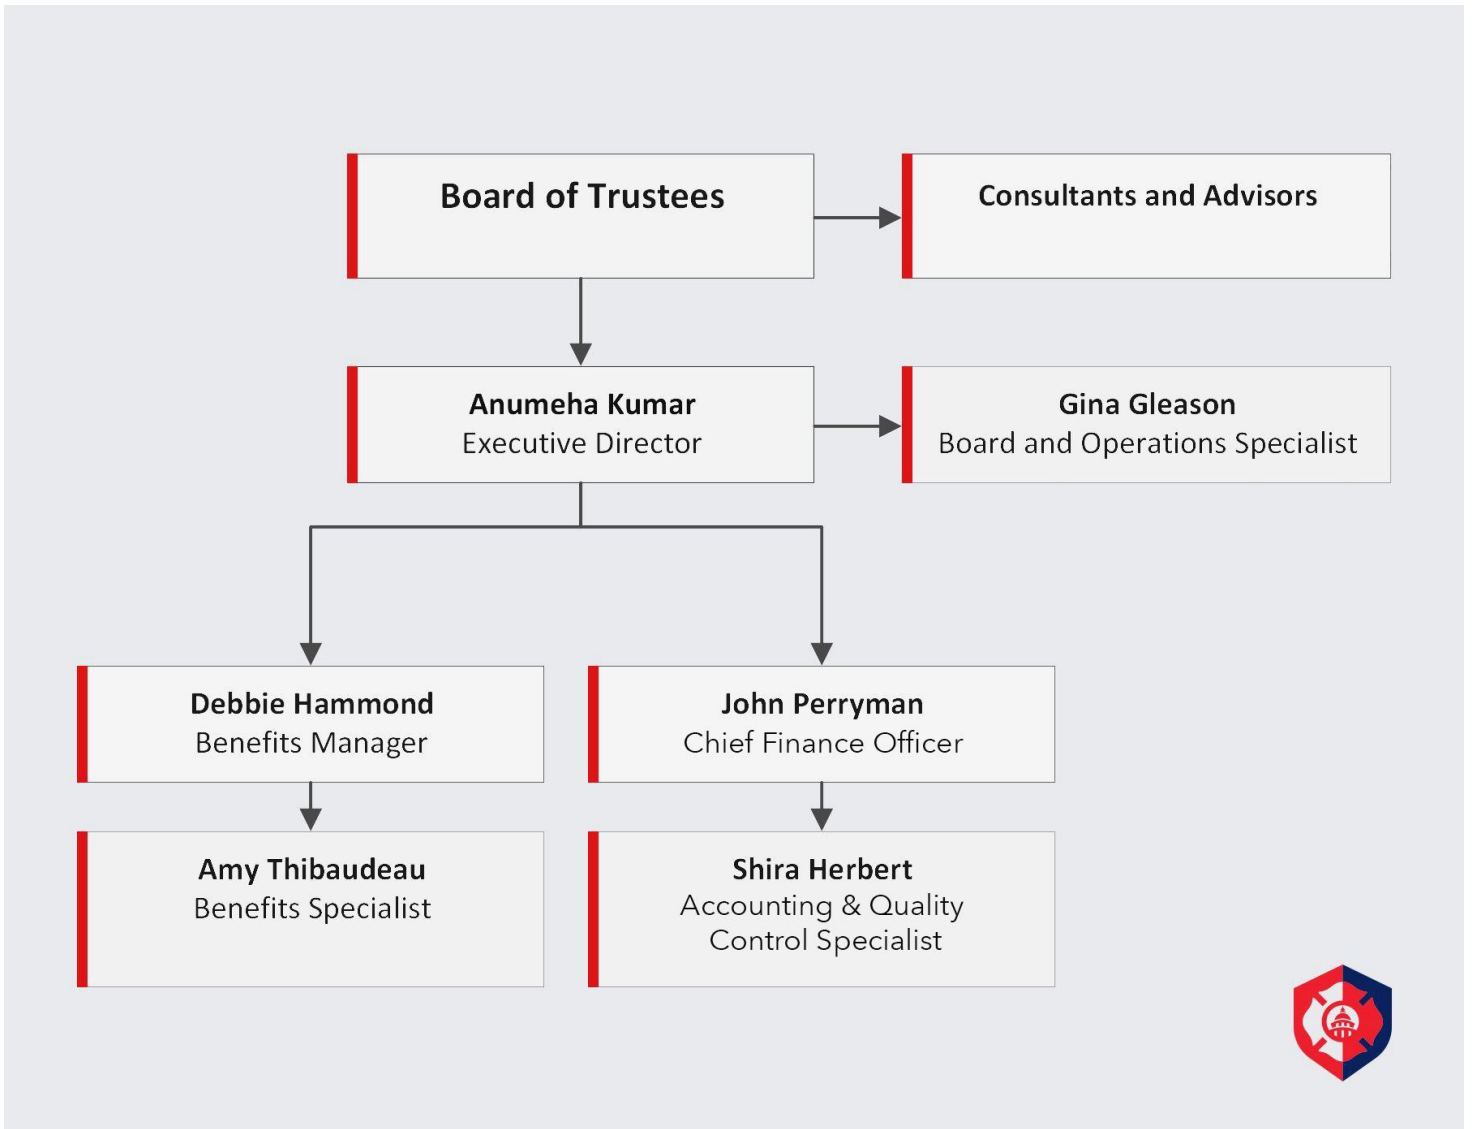 Board of Trustees
Consultants and Advisors
Anumeha Kumar
Executive Director
Gina Gleason
Board and Operations Specialist
Debbie Hammond
Benefits Manager
John Perryman
Chief Finance Officer
Amy Thibaudeau
Benefits Specialist
Shira Herbert
Accounting & Quality
Control Specialist